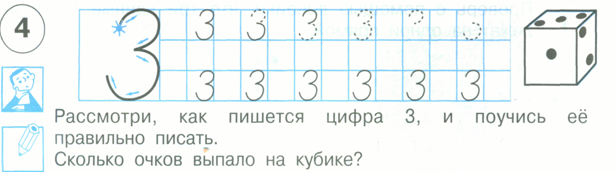 4
3 3 3 3 3 3 3
3 3 3 3 3 3
Рассмотри, как пишется цифра 3, и поучись её
правильно писать.
Сколько очков выпало на кубике?